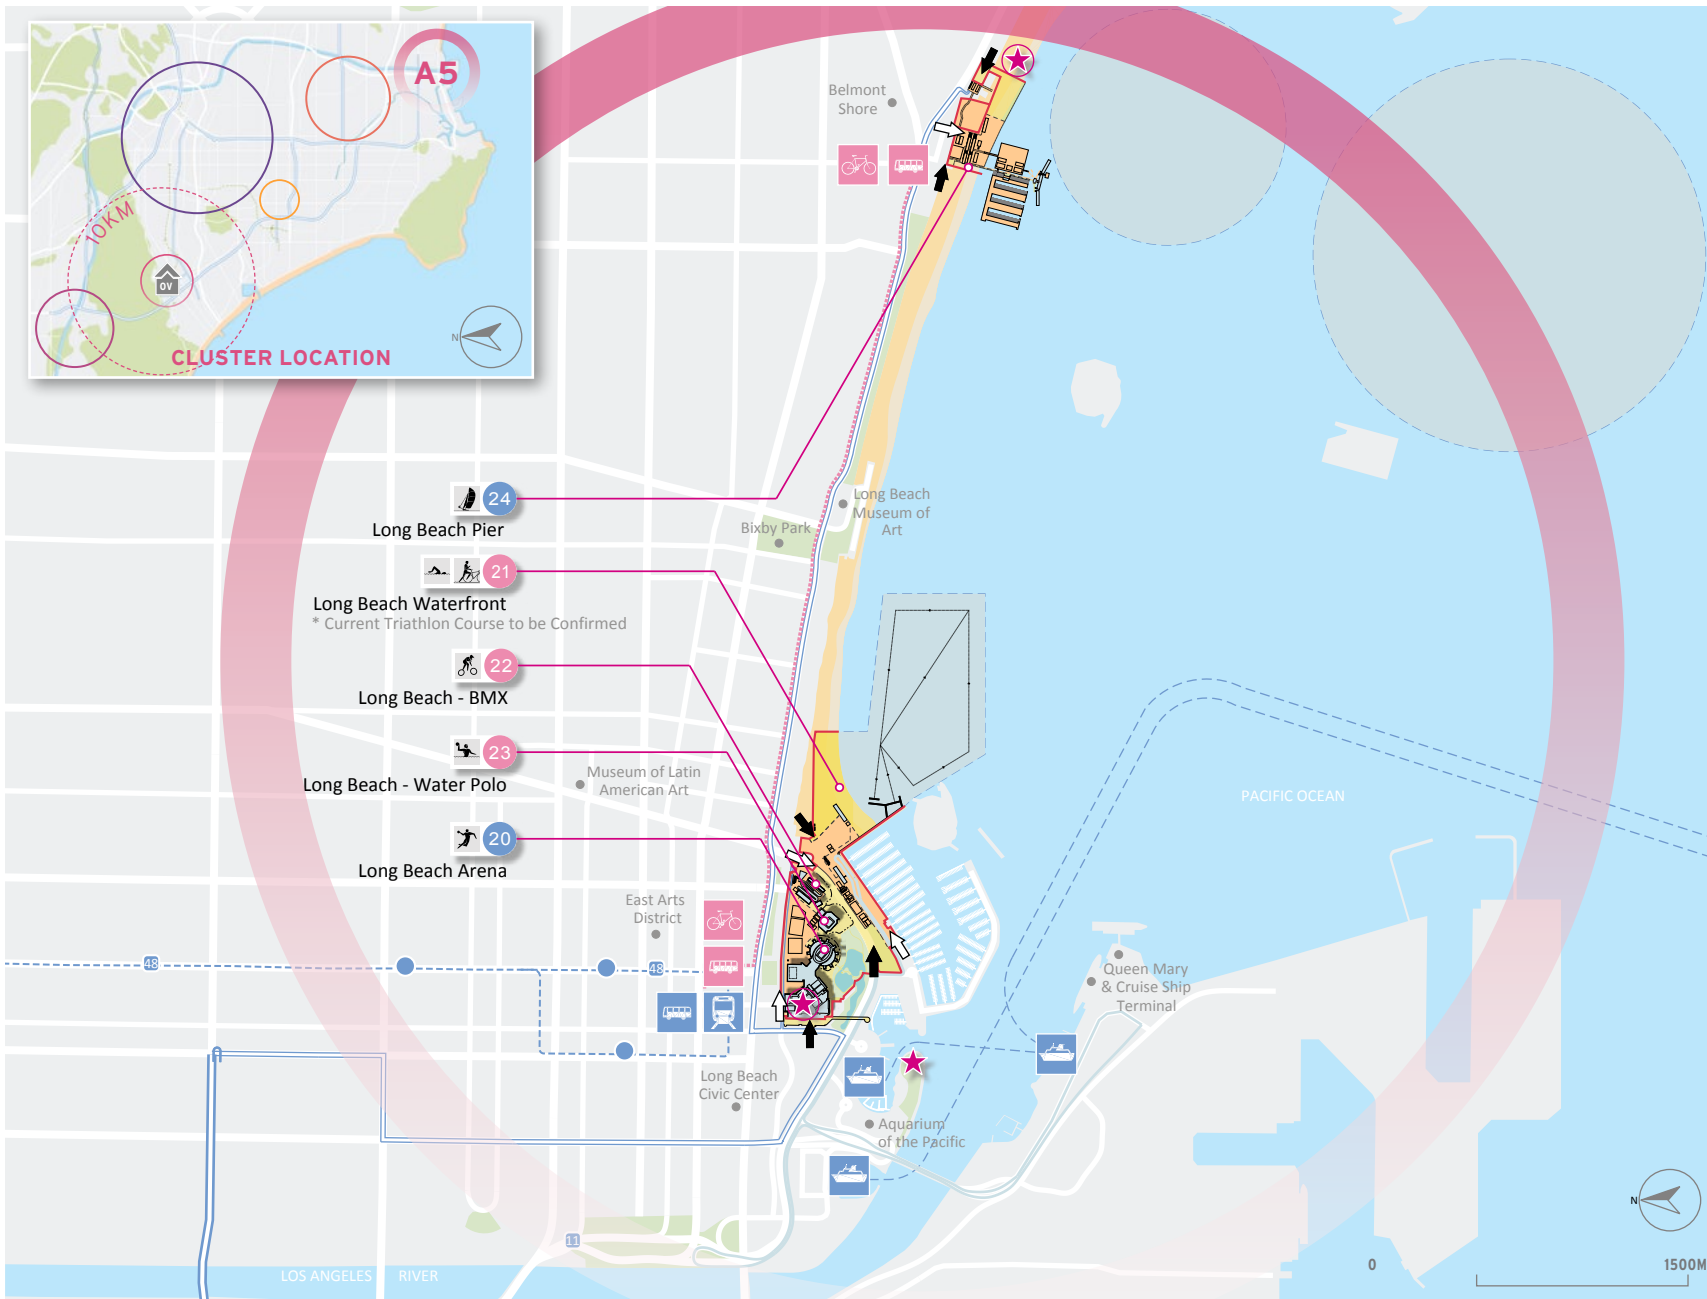 A5
10KM
OV
N
CLUSTER LOCATION
Belmont
Shore
24
Long Beach Pier
Long Beach
Museum of
Art
Bixby Park
21
Long Beach Waterfront
* Current Triathlon Course to be Confirmed
22
Long Beach - BMX
23
Long Beach - Water Polo
Museum of Latin
American Art
PACIFIC OCEAN
20
Long Beach Arena
East Arts
District
48
48
Queen Mary
& Cruise Ship
Terminal
Long Beach
Civic Center
Aquarium
of the Pacific
N
11
LOS ANGELES RIVER
0 1500M